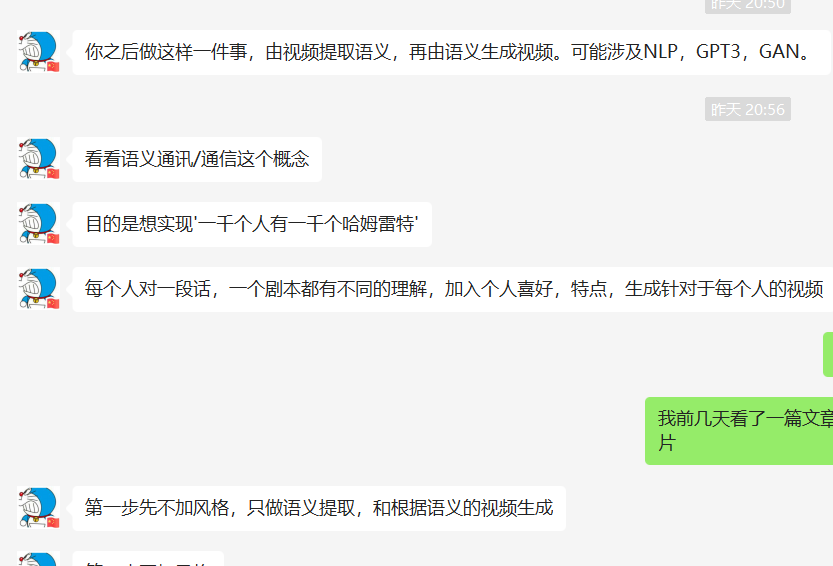 昨天 20:50
你之后做这样一件事，由视频提取语义，再由语义生成视频。可能涉及NLP，GPT3，GAN。
昨天 20:56
看看语义通讯/通信这个概念
目的是想实现'一千个人有一千个哈姆雷特'
每个人对一段话，一个剧本都有不同的理解，加入个人喜好，特点，生成针对于每个人的视频
我前几天看了一篇文章
片
第一步先不加风格，只做语义提取，和根据语义的视频生成